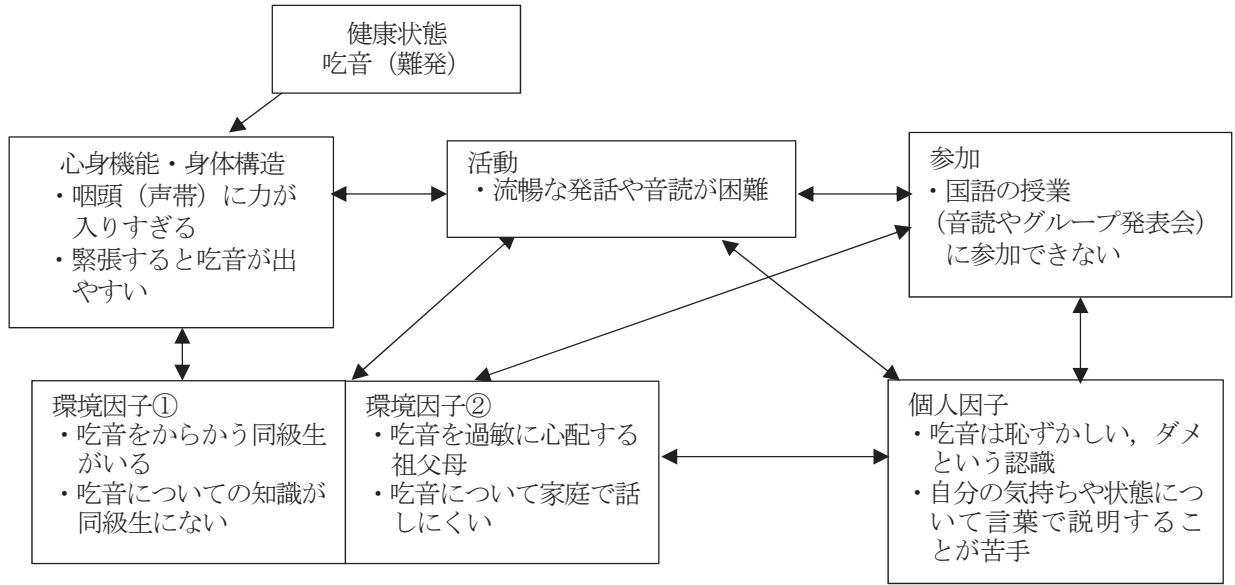 健康状態
吃音（難発）
心身機能・身体構造
・咽頭（声帯）に力が
入りすぎる
・緊張すると吃音が出
やすい
活動
・流暢な発話や音読が困難
参加
・国語の授業
（音読やグループ発表会）
に参加できない
環境因子①
・吃音をからかう同級生
がいる
・吃音についての知識が
同級生にない
環境因子②
・吃音を過敏に心配する
祖父母
・吃音について家庭で話
しにくい
個人因子
・吃音は恥ずかしい，ダメ
という認識
・自分の気持ちや状態につ
いて言葉で説明するこ
とが苦手